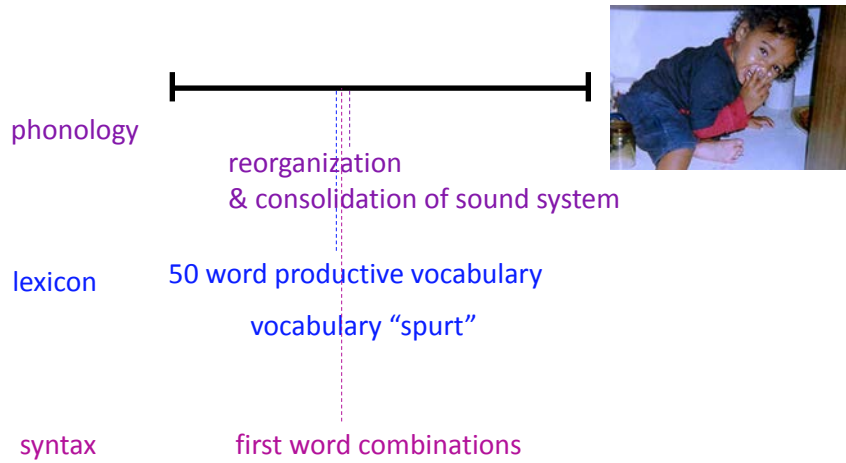 phonology
reorganization
& consolidation of sound system
lexicon
50 word productive vocabulary
vocabulary “spurt”
syntax
first word combinations